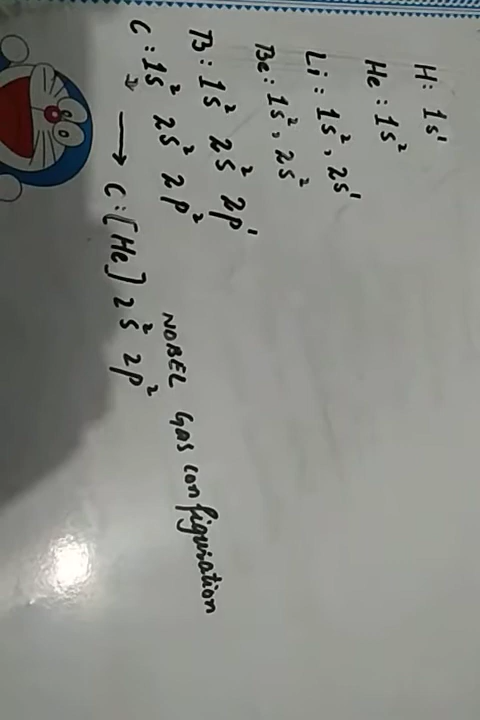 H: 1s¹
He: 1s²
Li: 1s², 2s¹
Be: 1s², 2s²
B: 1s² 2s² 2p¹
C: 1s² 2s² 2p²
NOBEL Gas configuration
→ C: [He] 2s² 2p²